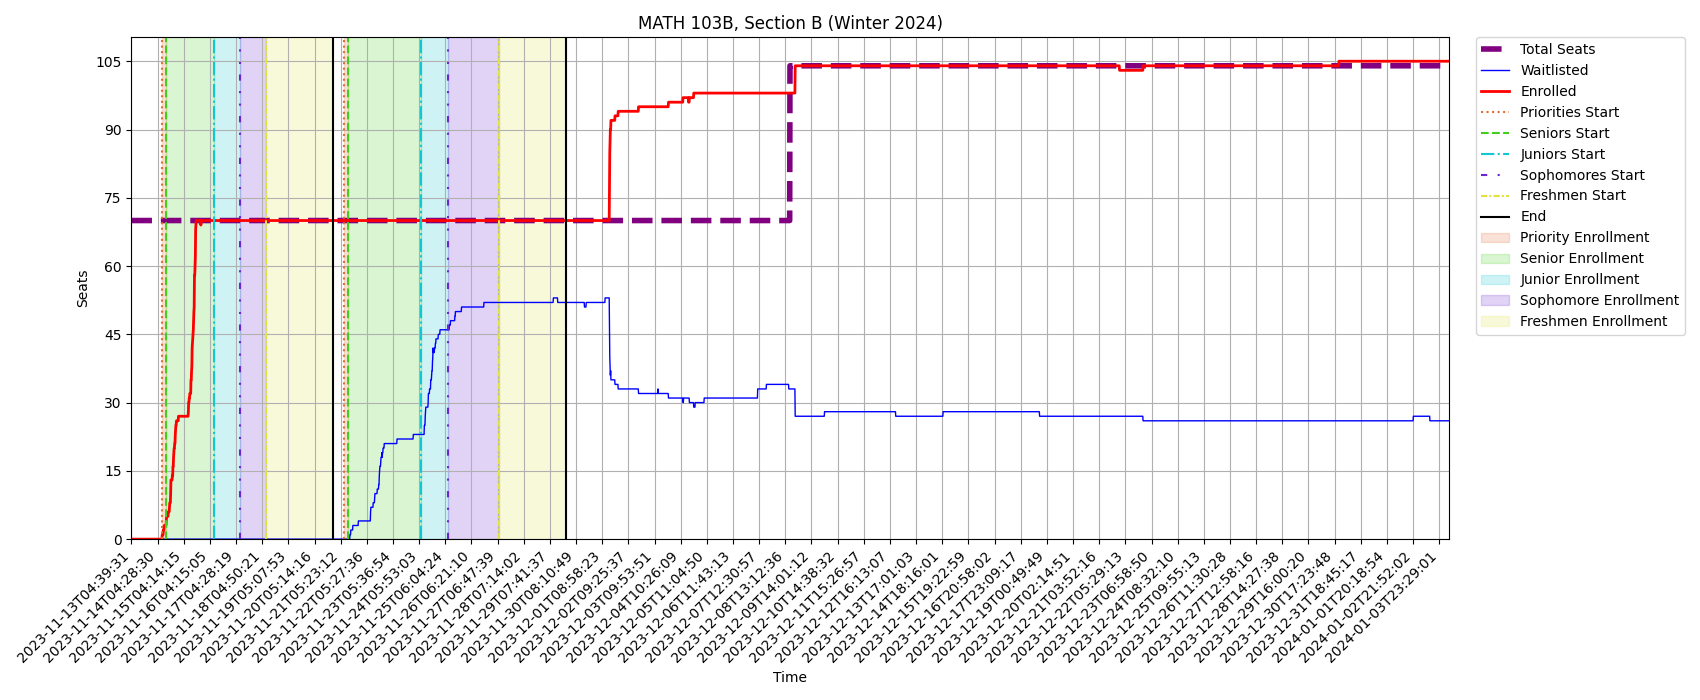 MATH 103B, Section B (Winter 2024)
Seats
105
90
75
60
45
30
15
0
2023-11-13T04:39:31
2023-11-14T04:28:30
2023-11-15T04:14:15
2023-11-16T04:15:05
2023-11-17T04:28:19
2023-11-18T04:50:21
2023-11-19T05:07:53
2023-11-20T05:14:16
2023-11-21T05:23:12
2023-11-22T05:27:36
2023-11-23T05:36:54
2023-11-24T05:53:03
2023-11-25T06:04:24
2023-11-26T06:21:10
2023-11-27T06:47:39
2023-11-28T07:14:02
2023-11-29T07:41:37
2023-11-30T08:10:49
2023-12-01T08:58:23
2023-12-02T09:25:37
2023-12-03T09:53:51
2023-12-04T10:26:09
2023-12-05T11:04:50
2023-12-06T11:43:13
2023-12-07T12:30:57
2023-12-08T13:12:36
2023-12-09T14:01:12
2023-12-10T14:38:32
2023-12-11T15:26:57
2023-12-12T16:13:07
2023-12-13T17:01:03
2023-12-14T18:16:01
2023-12-15T19:22:59
2023-12-16T20:58:02
2023-12-17T23:09:17
2023-12-19T00:49:49
2023-12-20T02:14:51
2023-12-21T03:52:16
2023-12-22T05:29:13
2023-12-23T06:58:50
2023-12-24T08:32:10
2023-12-25T09:55:13
2023-12-26T11:30:28
2023-12-27T12:58:16
2023-12-28T14:27:38
2023-12-29T16:00:20
2023-12-30T17:23:48
2023-12-31T18:45:17
2024-01-01T20:18:54
2024-01-02T21:52:02
2024-01-03T23:29:01
Time
Total Seats
Waitlisted
Enrolled
Priorities Start
Seniors Start
Juniors Start
Sophomores Start
Freshmen Start
End
Priority Enrollment
Senior Enrollment
Junior Enrollment
Sophomore Enrollment
Freshmen Enrollment